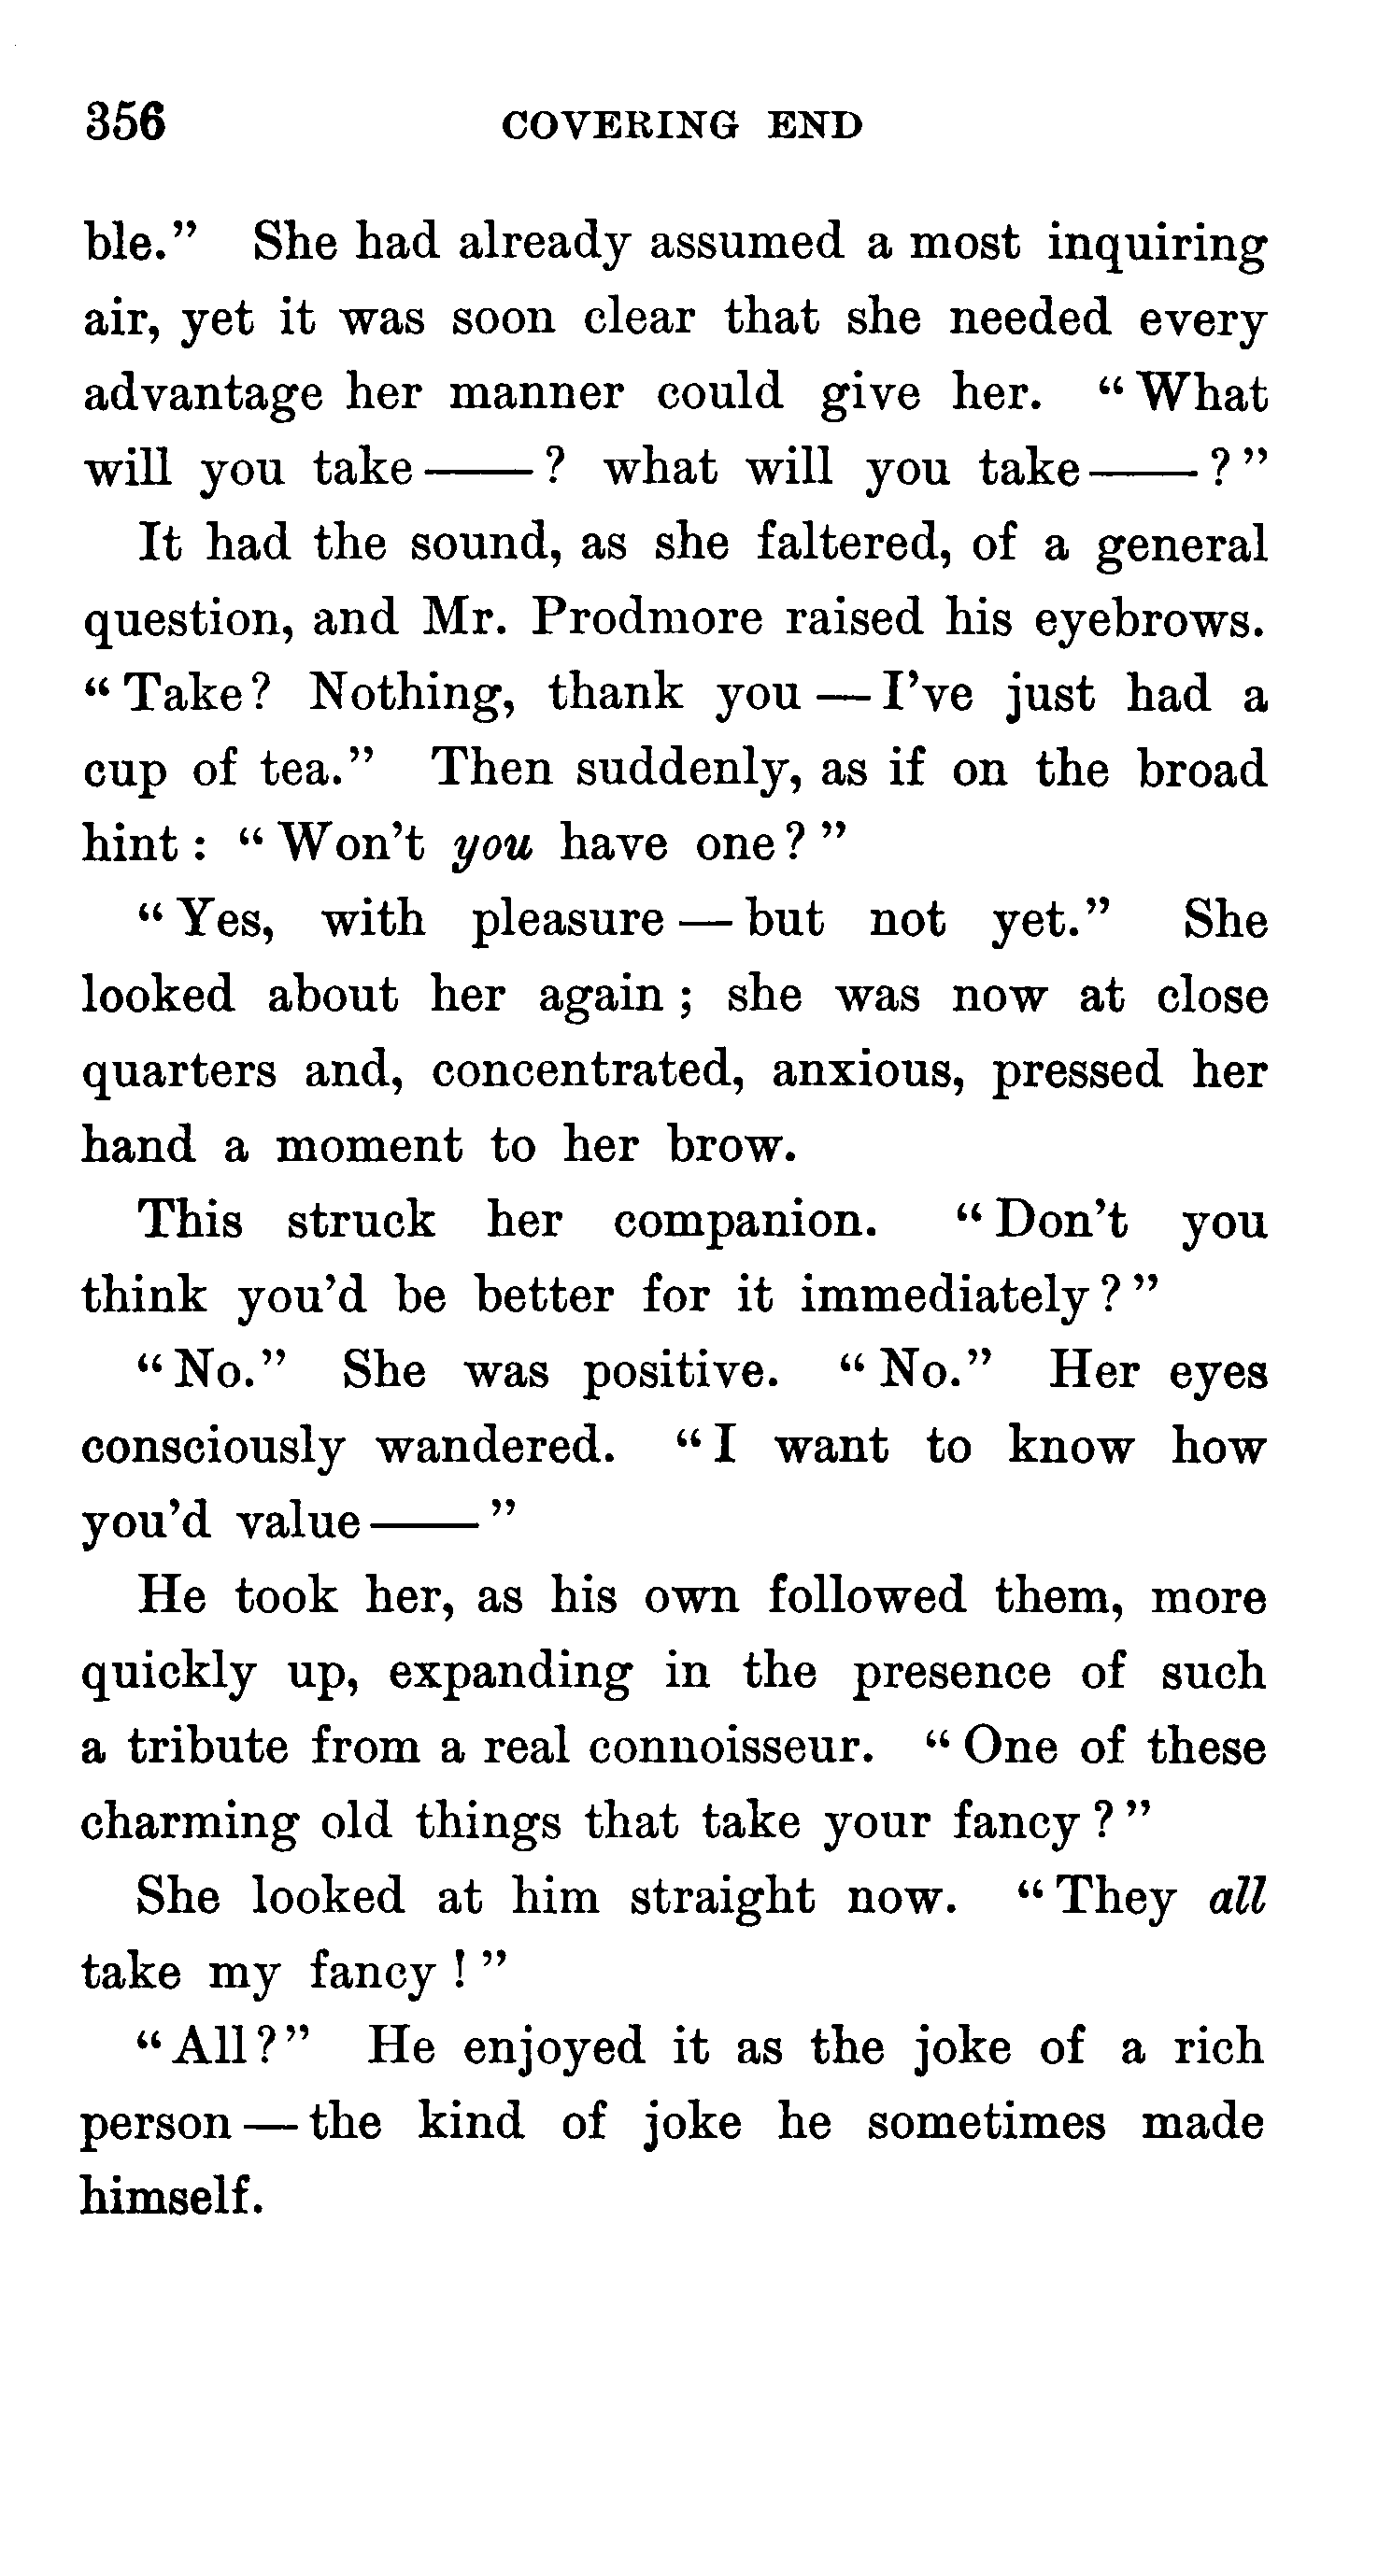 356 COVERING END
ble." She had already assumed a most inquiring
air, yet it was soon clear that she needed every
advantage her manner could give her. "What
will you take——? what will you take——?"
It had the sound, as she faltered, of a general
question, and Mr. Prodmore raised his eyebrows.
"Take? Nothing, thank you — I've just had a
cup of tea." Then suddenly, as if on the broad
hint: "Won't you have one?"
"Yes, with pleasure — but not yet." She
looked about her again; she was now at close
quarters and, concentrated, anxious, pressed her
hand a moment to her brow.
This struck her companion. "Don't you
think you'd be better for it immediately?"
"No." She was positive. "No." Her eyes
consciously wandered. "I want to know how
you'd value——"
He took her, as his own followed them, more
quickly up, expanding in the presence of such
a tribute from a real connoisseur. "One of these
charming old things that take your fancy?"
She looked at him straight now. "They all
take my fancy!"
"All?" He enjoyed it as the joke of a rich
person — the kind of joke he sometimes made
himself.